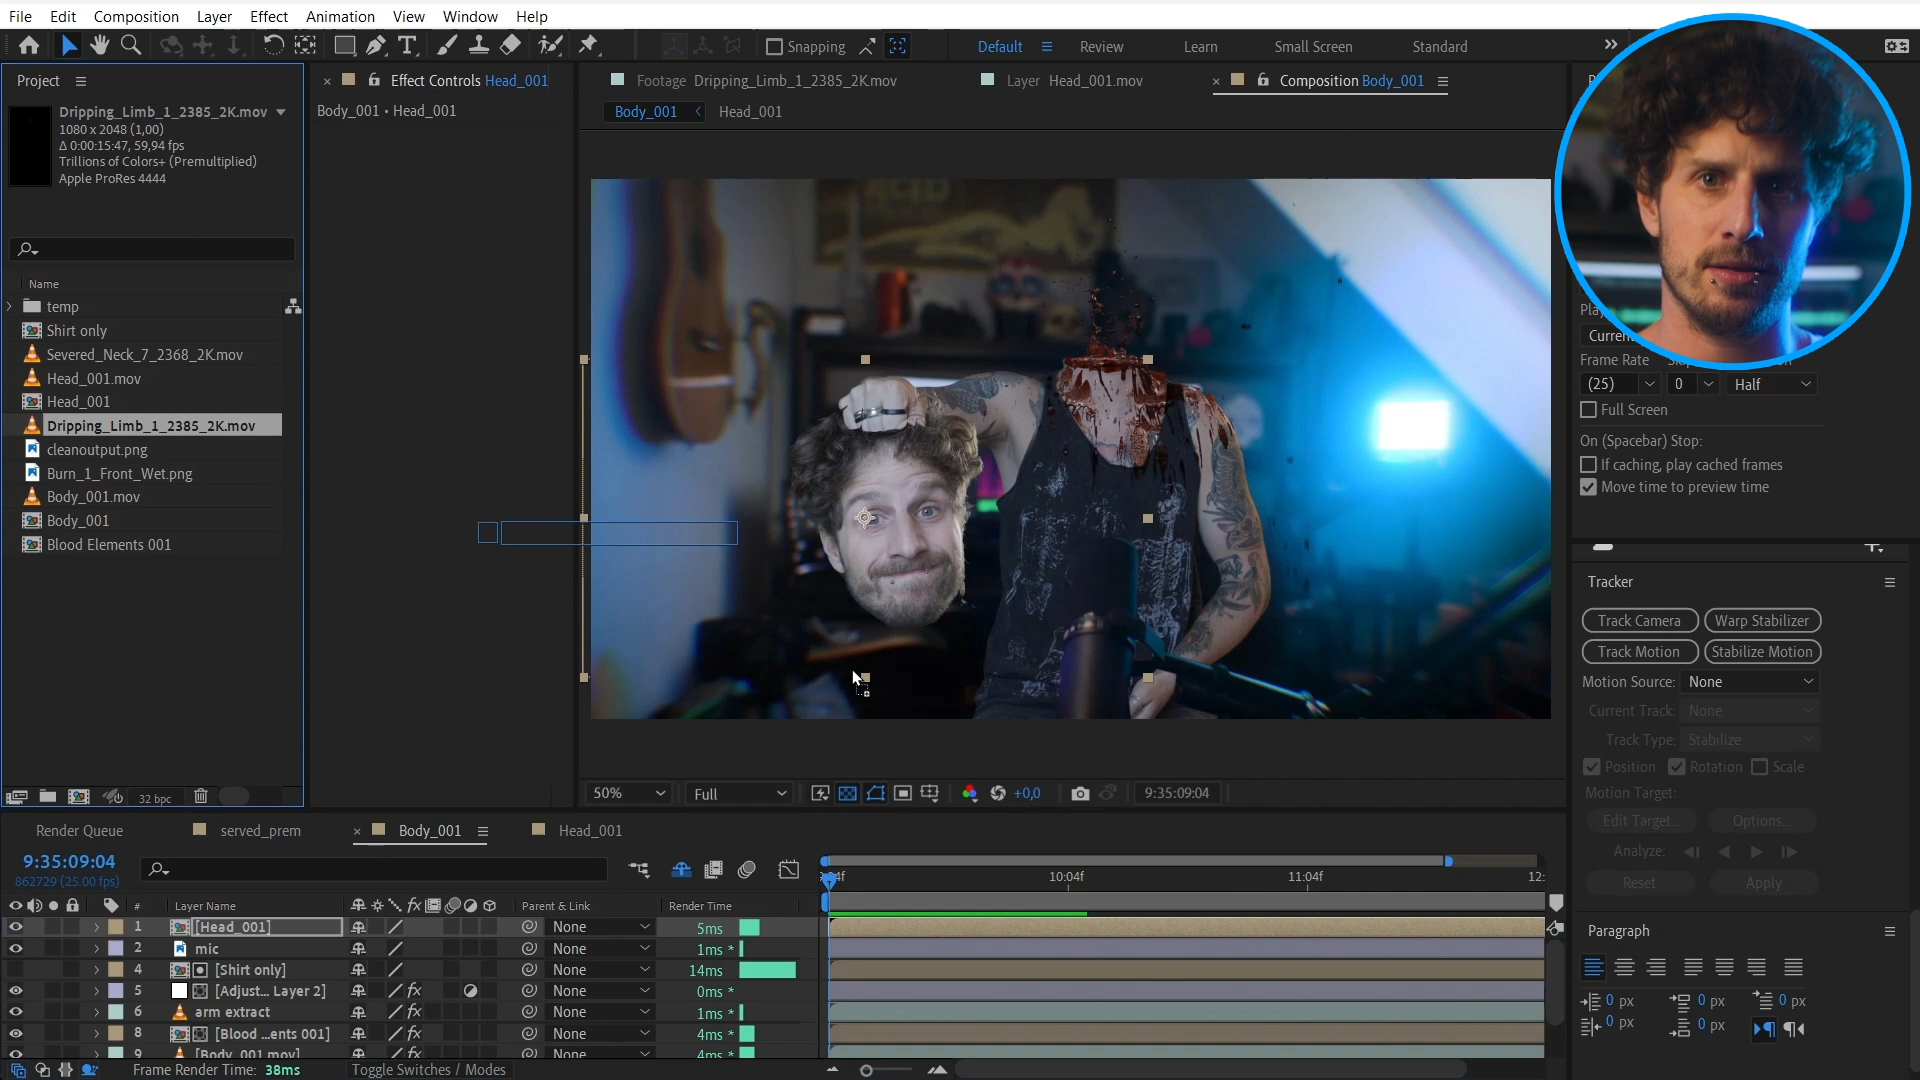 File Edit Composition Layer Effect Animation View Window Help
Snapping
Default Review Learn Small Screen Standard
Project
Effect Controls Head_001
Footage Dripping_Limb_1_2385_2K.mov
Layer Head_001.mov
Composition Body_001
Dripping_Limb_1_2385_2K.mov
1080 x 2048 (1,00)
Δ 0:00:15:47, 59,94 fps
Trillions of Colors+ (Premultiplied)
Apple ProRes 4444
Body_001 • Head_001
Body_001 Head_001
ACID
Name
temp
Shirt only
Severed_Neck_7_2368_2K.mov
Head_001.mov
Head_001
Dripping_Limb_1_2385_2K.mov
cleanoutput.png
Burn_1_Front_Wet.png
Body_001.mov
Body_001
Blood Elements 001
32 bpc
50% Full +0,0 9:35:09:04
Frame Rate
(25) 0 Half
Full Screen
On (Spacebar) Stop:
If caching, play cached frames
Move time to preview time
Tracker
Track Camera Warp Stabilizer
Track Motion Stabilize Motion
Motion Source: None
Current Track: None
Track Type: Stabilize
Position Rotation Scale
Motion Target:
Edit Target... Options...
Analyze:
Reset Apply
Paragraph
0 px 0 px 0 px
0 px 0 px
Render Queue served_prem Body_001 Head_001
9:35:09:04
862729 (25.00 fps)
10:04f 11:04f 12:
# Layer Name Parent & Link Render Time
1 [Head_001] None 5ms
2 mic None 1ms *
4 [Shirt only] None 14ms
5 [Adjust... Layer 2] None 0ms *
6 arm extract None 1ms *
8 [Blood ...ents 001] None 4ms *
9 [Body_001.mov] None 4ms *
Frame Render Time: 38ms Toggle Switches / Modes